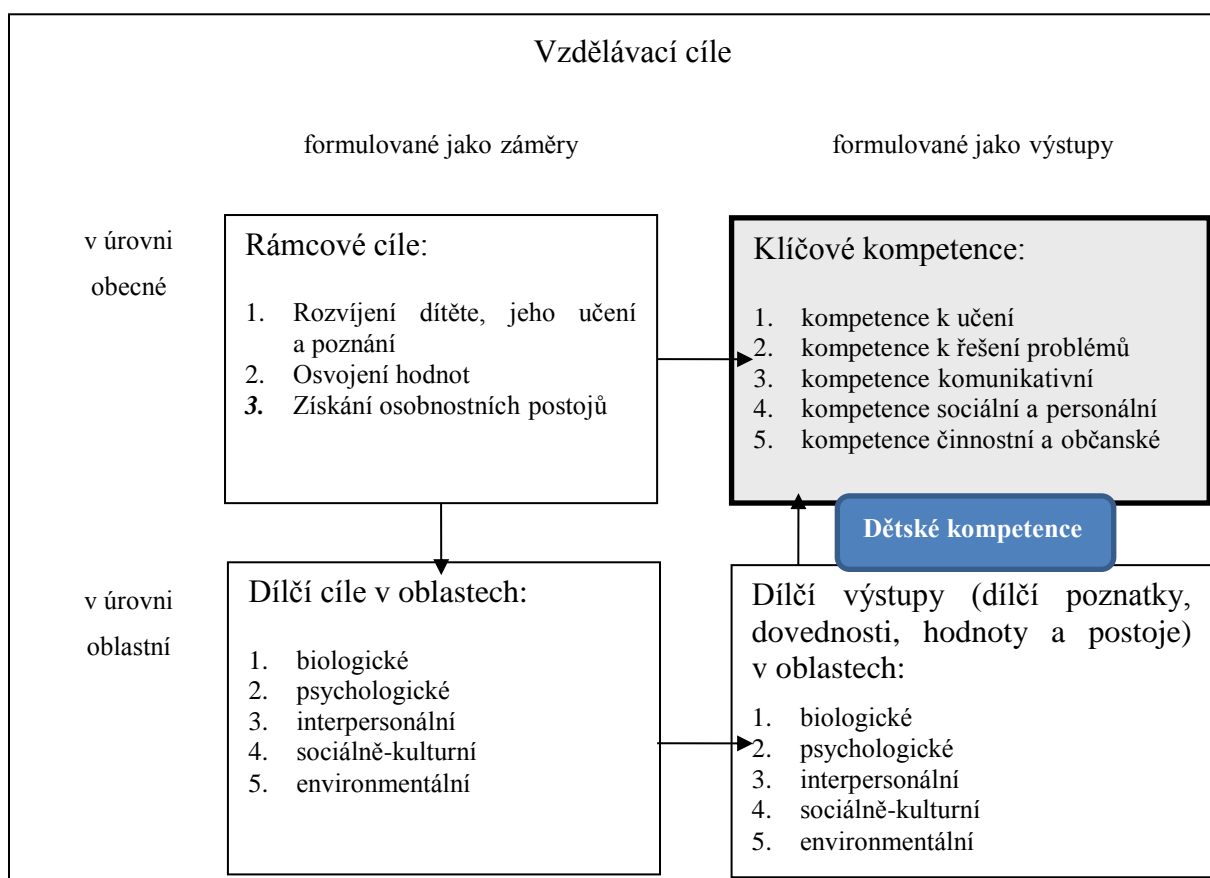 Vzdělávací cíle
formulované jako záměry
formulované jako výstupy
v úrovni
obecné
Rámcové cíle:
1. Rozvíjení dítěte, jeho učení
a poznání
2. Osvojení hodnot
3. Získání osobnostních postojů
Klíčové kompetence:
1. kompetence k učení
2. kompetence k řešení problémů
3. kompetence komunikativní
4. kompetence sociální a personální
5. kompetence činnostní a občanské
Dětské kompetence
v úrovni
oblastní
Dílčí cíle v oblastech:
1. biologické
2. psychologické
3. interpersonální
4. sociálně-kulturní
5. environmentální
Dílčí výstupy (dílčí poznatky,
dovednosti, hodnoty a postoje)
v oblastech:
1. biologické
2. psychologické
3. interpersonální
4. sociálně-kulturní
5. environmentální